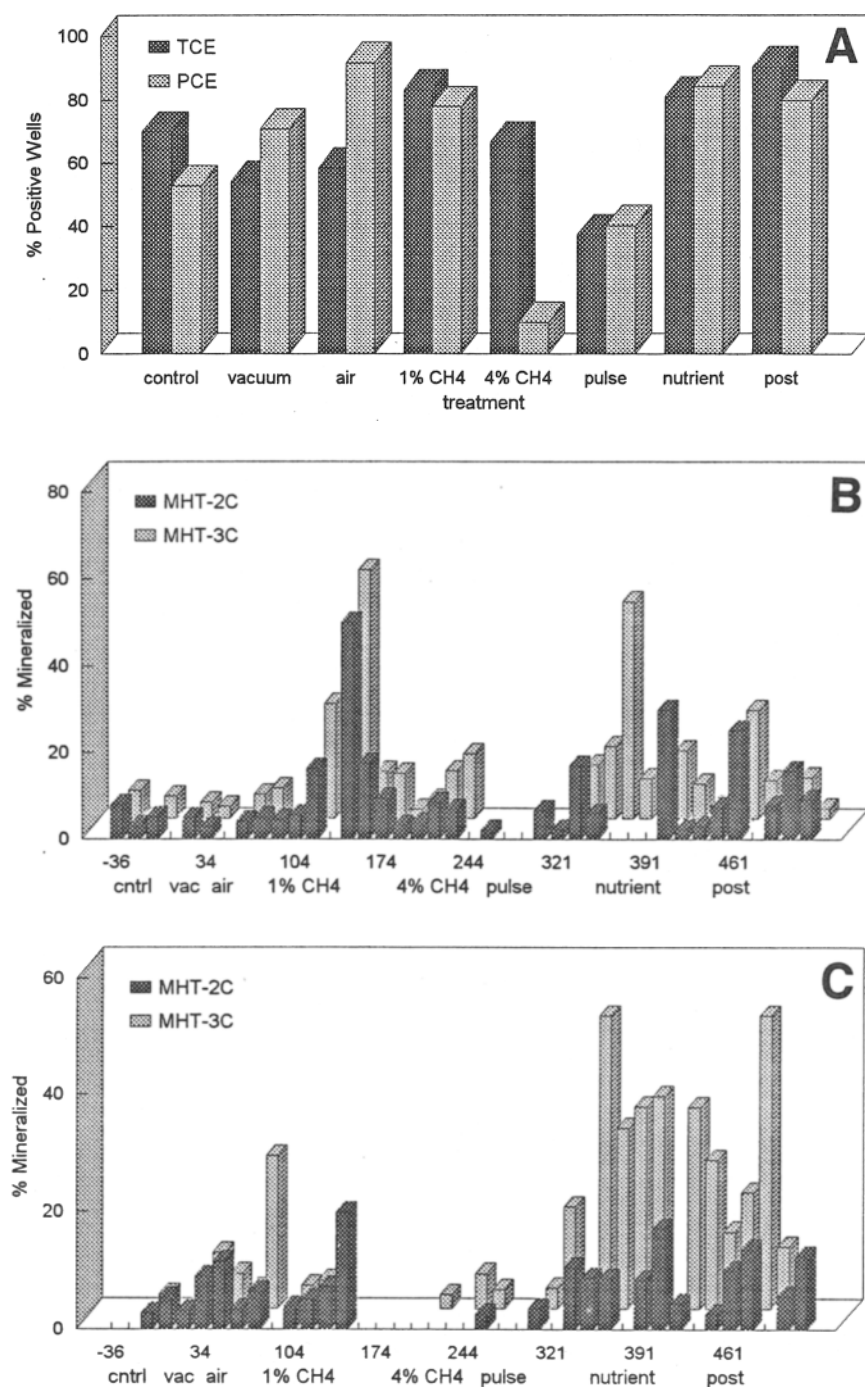 A
TCE
PCE
100
80
60
40
20
0
% Positive Wells
control vacuum air 1% CH4 4% CH4 pulse nutrient post
treatment
B
MHT-2C
MHT-3C
80
60
40
20
0
% Mineralized
-36 34 104 174 244 321 391 461
cntrl vac air 1% CH4 4% CH4 pulse nutrient post
C
MHT-2C
MHT-3C
60
40
20
0
% Mineralized
-36 34 104 174 244 321 391 461
cntrl vac air 1% CH4 4% CH4 pulse nutrient post